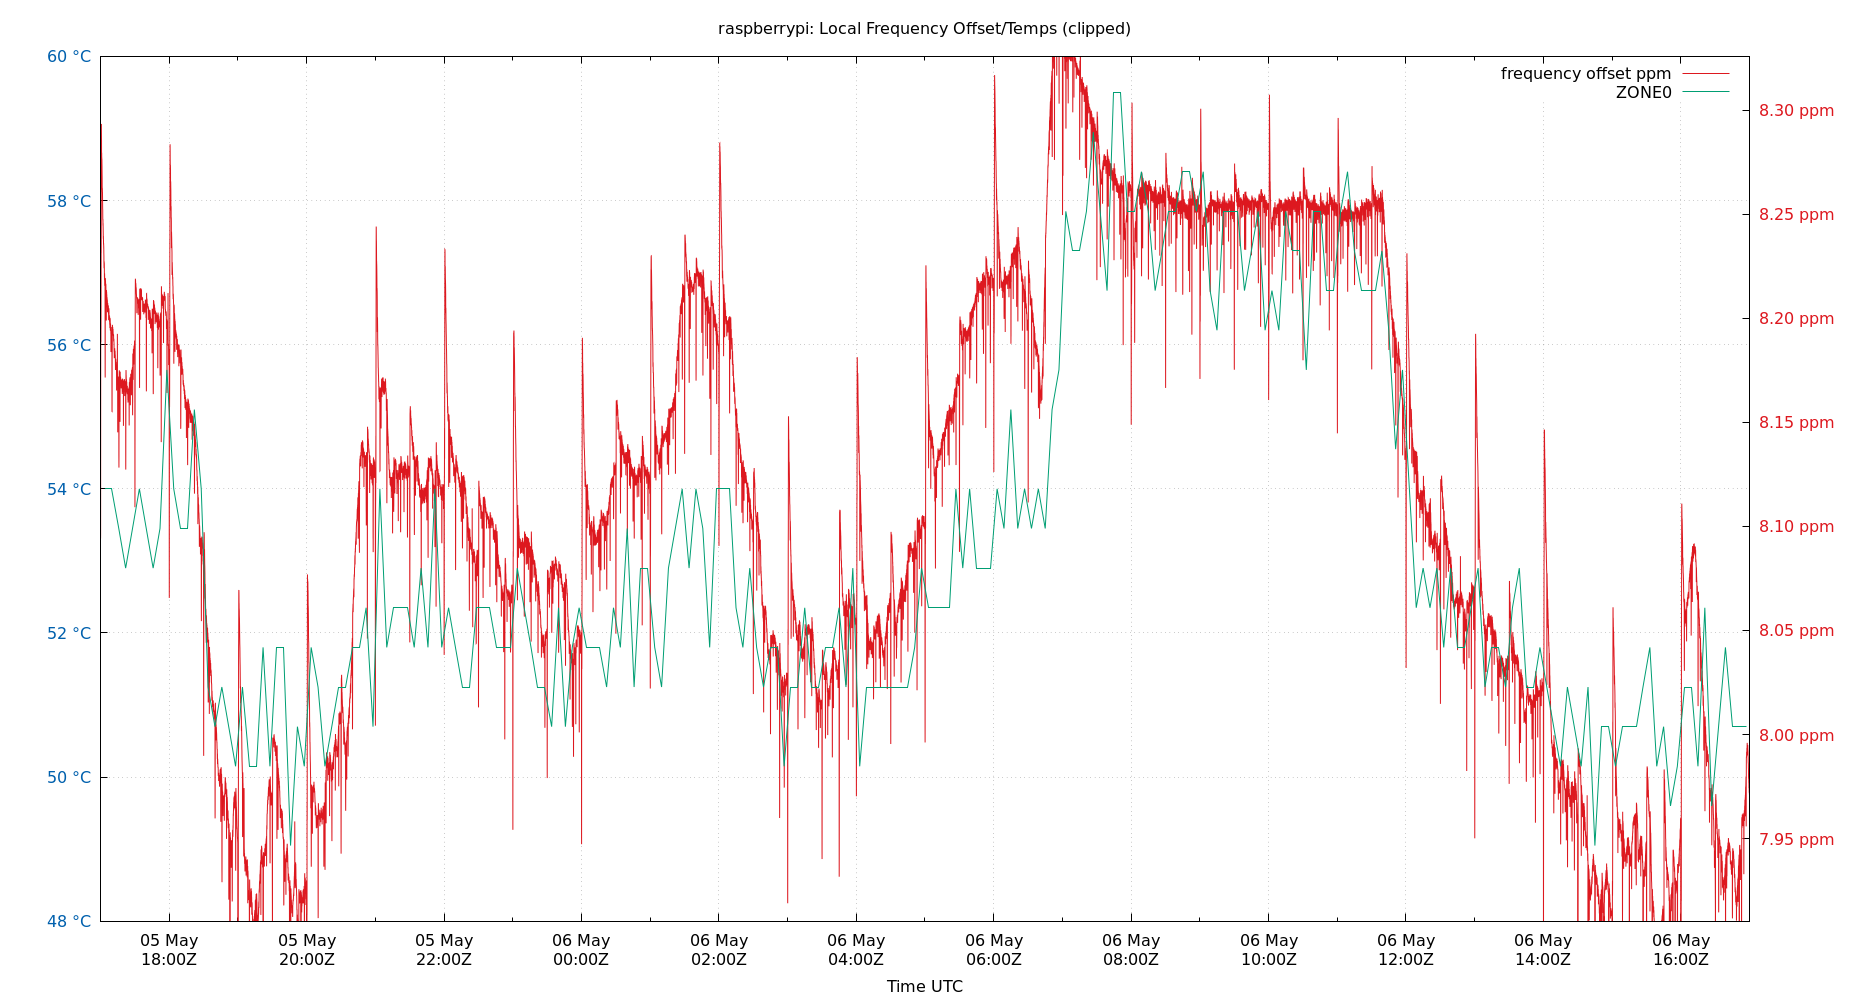 raspberrypi: Local Frequency Offset/Temps (clipped)
60 °C
58 °C
56 °C
54 °C
52 °C
50 °C
48 °C
frequency offset ppm
ZONE0
8.30 ppm
8.25 ppm
8.20 ppm
8.15 ppm
8.10 ppm
8.05 ppm
8.00 ppm
7.95 ppm
05 May 05 May 05 May 06 May 06 May 06 May 06 May 06 May 06 May 06 May 06 May 06 May
18:00Z 20:00Z 22:00Z 00:00Z 02:00Z 04:00Z 06:00Z 08:00Z 10:00Z 12:00Z 14:00Z 16:00Z
Time UTC